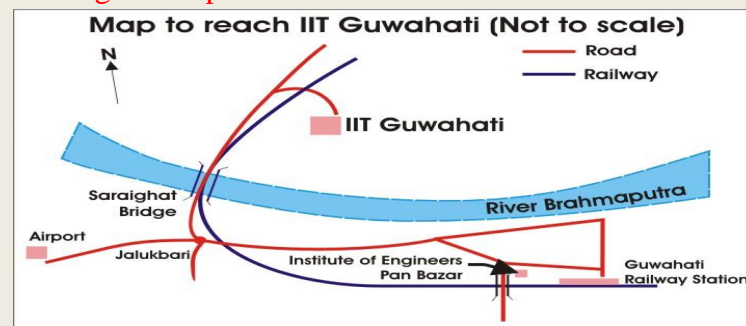 Map to reach IIT Guwahati (Not to scale)
N
Road
Railway
IIT Guwahati
Saraighat
Bridge
River Brahmaputra
Airport
Jalukbari
Institute of Engineers
Pan Bazar
Guwahati
Railway Station